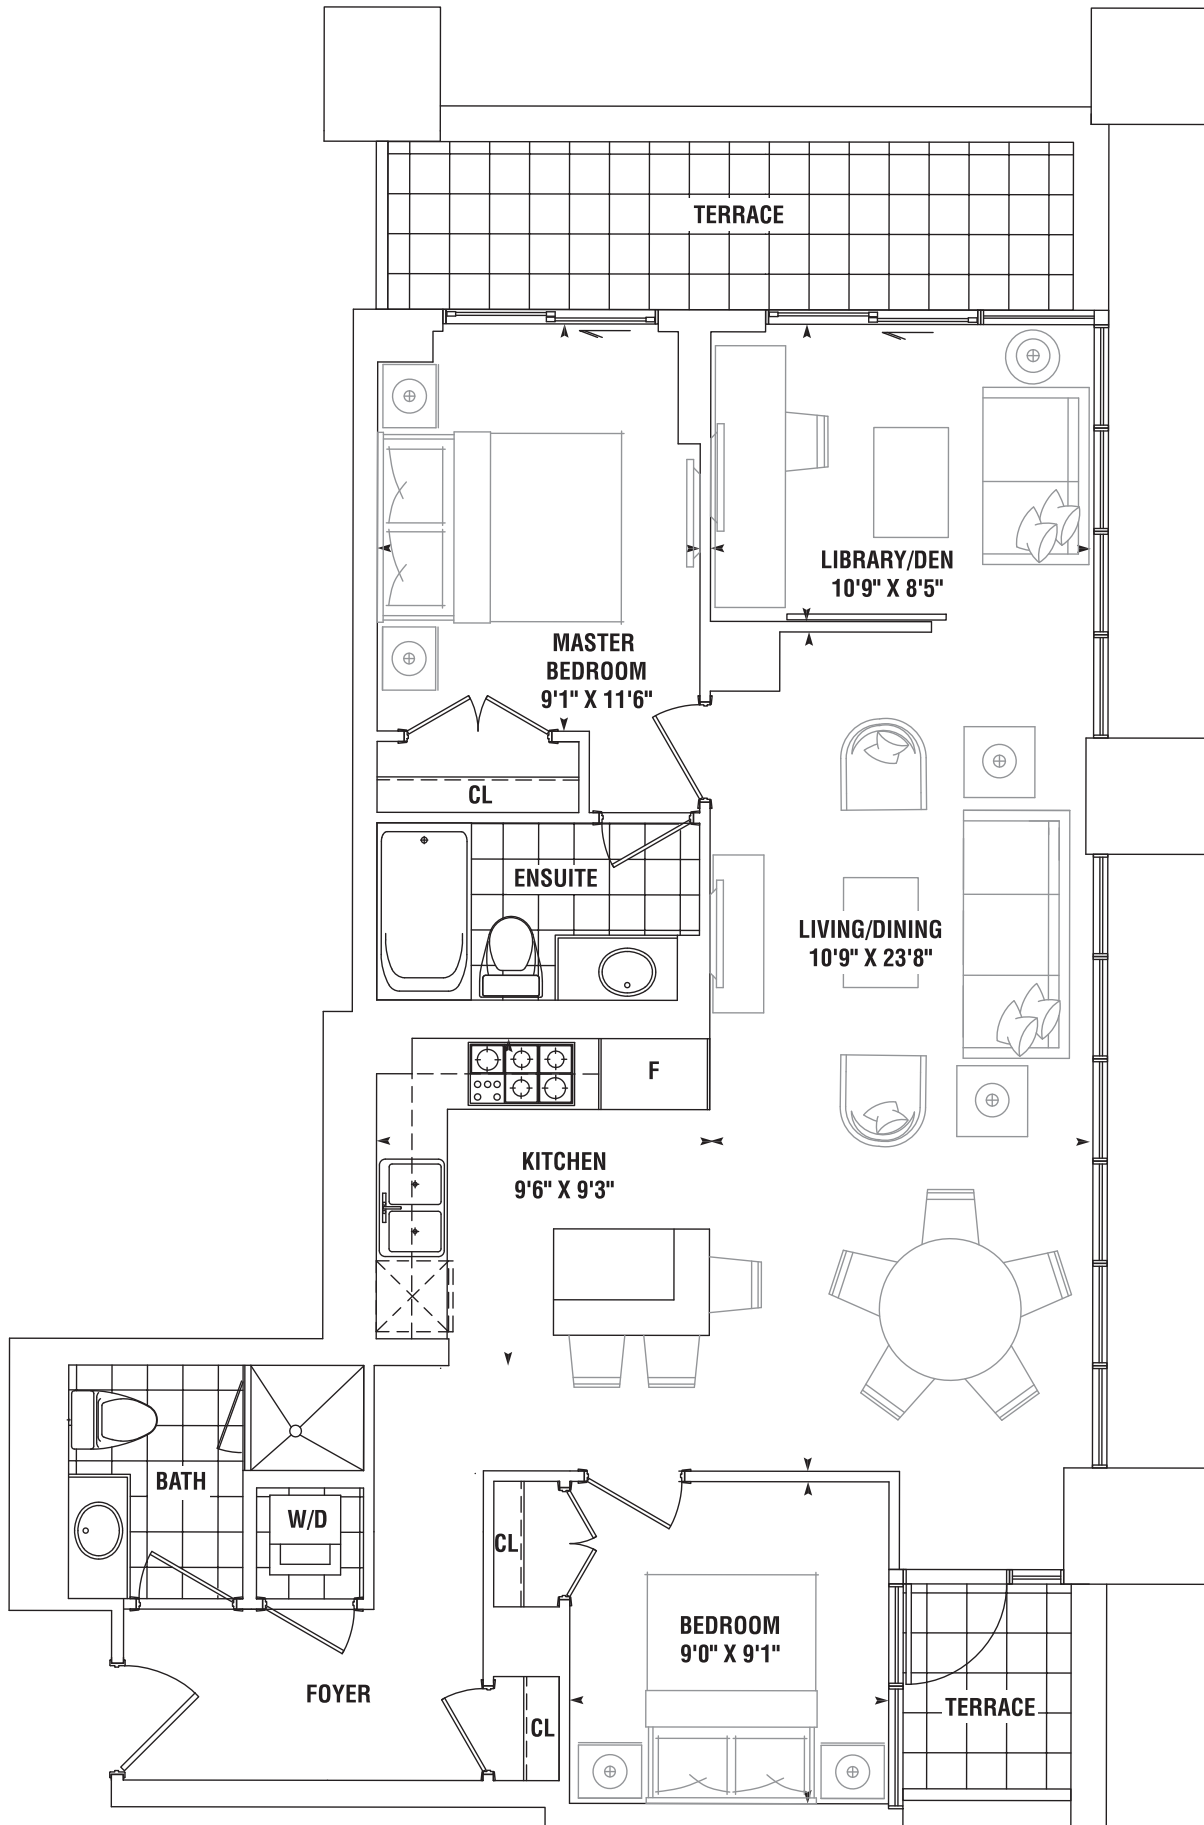 TERRACE
LIBRARY/DEN
10'9" X 8'5"
MASTER
BEDROOM
9'1" X 11'6"
CL
ENSUITE
LIVING/DINING
10'9" X 23'8"
F
KITCHEN
9'6" X 9'3"
BATH
W/D
CL
BEDROOM
9'0" X 9'1"
FOYER
TERRACE
CL